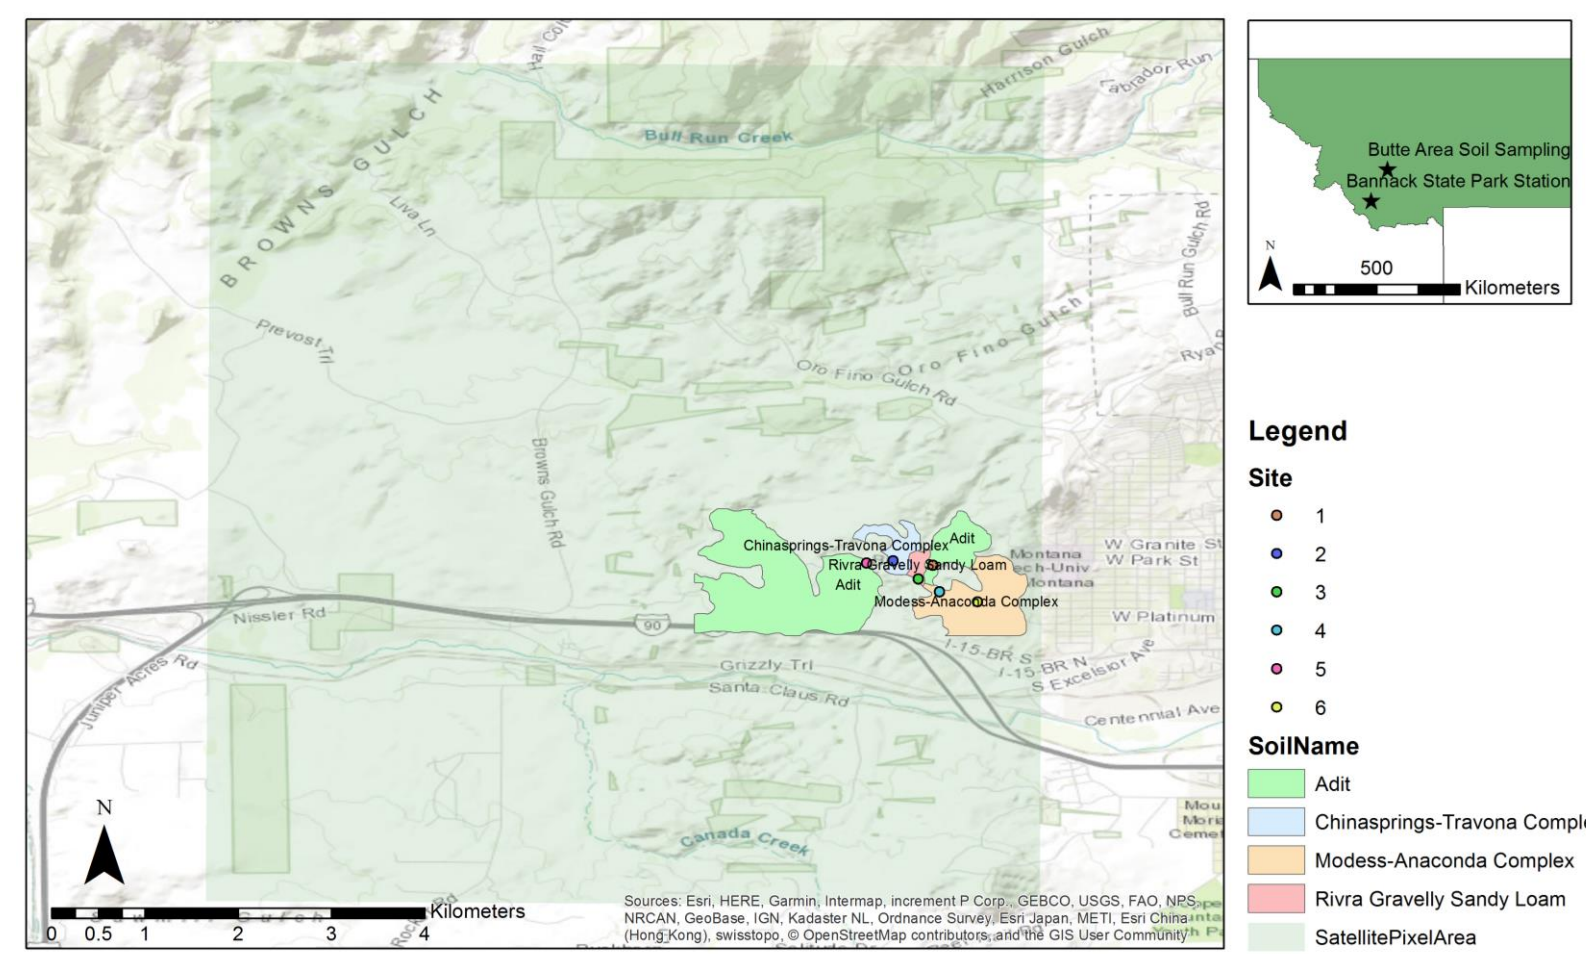 Harrison Gulch
Labrador Run
Bull Run Creek
BROWNS GULCH
Liva Ln
Bull Run Gulch Rd
Prevost Trl
Oro Fino Gulch
Oro Fino Gulch Rd
Browns Gulch Rd
Chinasprings-Travona Complex
Adit
Rivra Gravelly Sandy Loam
Adit
Modess-Anaconda Complex
Montana
ech-Univ
Montana
W Granite St
W Park St
W Platinum
Nissler Rd
90
I-15-BR S
I-15-BR N
S Excelsior Ave
Grizzly Trl
Santa Claus Rd
Juniper Acres Rd
Centennial Ave
Canada Creek
N
Kilometers
0 0.5 1 2 3 4
Sources: Esri, HERE, Garmin, Intermap, increment P Corp., GEBCO, USGS, FAO, NPS,
NRCAN, GeoBase, IGN, Kadaster NL, Ordnance Survey, Esri Japan, METI, Esri China
(Hong Kong), swisstopo, © OpenStreetMap contributors, and the GIS User Community
Butte Area Soil Sampling
Bannack State Park Station
N
500
Kilometers
Legend
Site
1
2
3
4
5
6
SoilName
Adit
Chinasprings-Travona Comple
Modess-Anaconda Complex
Rivra Gravelly Sandy Loam
SatellitePixelArea